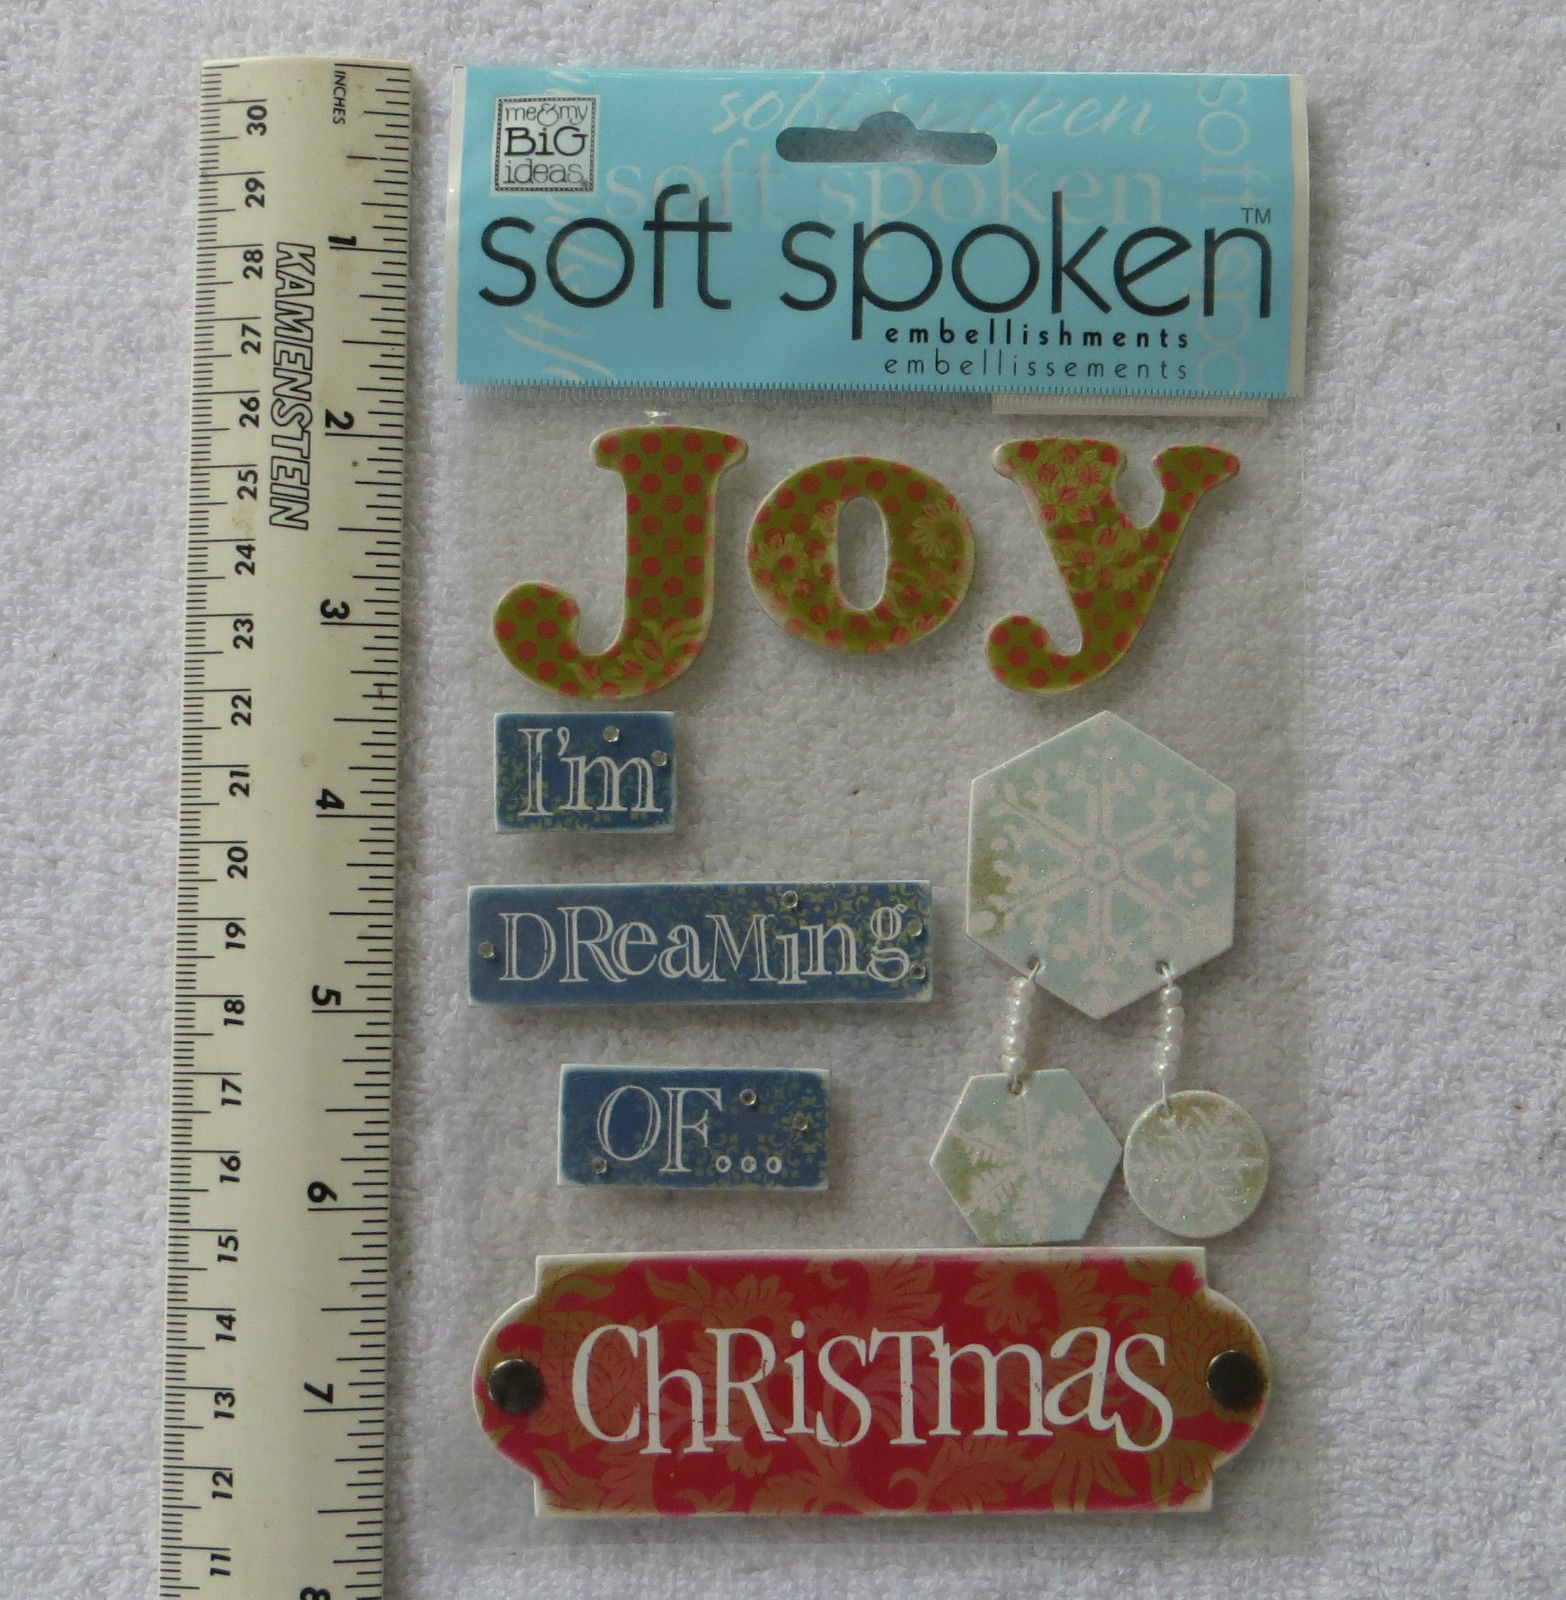 INCHES
1
2
3
4
5
6
7
8
KAMENSTEIN
30
29
28
27
26
25
24
23
22
21
20
19
18
17
16
15
14
13
12
11
me & my
BiG
ideas
soft spoken
soft spoken
soft spoken™
embellishments
embellissements
JOY
I'm
DReaMing
OF...
ChRiSTmas